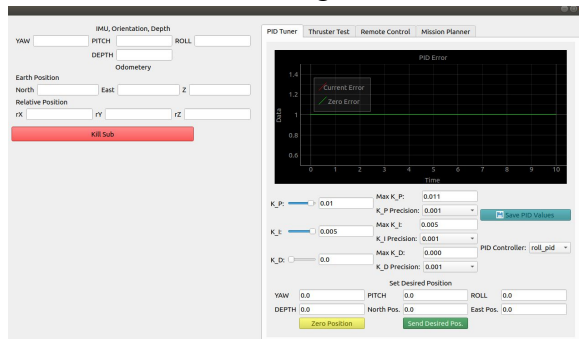 IMU, Orientation, Depth
YAW PITCH ROLL
DEPTH
Odometery
Earth Position
North East Z
Relative Position
rX rY rZ
Kill Sub
PID Tuner Thruster Test Remote Control Mission Planner
PID Error
Current Error
Zero Error
Data
1.4
1.2
1
0.8
0.6
0 1 2 3 4 5 6 7 8 9 10
Time
K_P: 0.01 Max K_P: 0.011
K_P Precision: 0.001
Save PID Values
K_I: 0.005 Max K_I: 0.005
K_I Precision: 0.001
PID Controller: roll_pid
K_D: 0.0 Max K_D: 0.000
K_D Precision: 0.001
Set Desired Position
YAW 0.0 PITCH 0.0 ROLL 0.0
DEPTH 0.0 North Pos. 0.0 East Pos. 0.0
Zero Position Send Desired Pos.